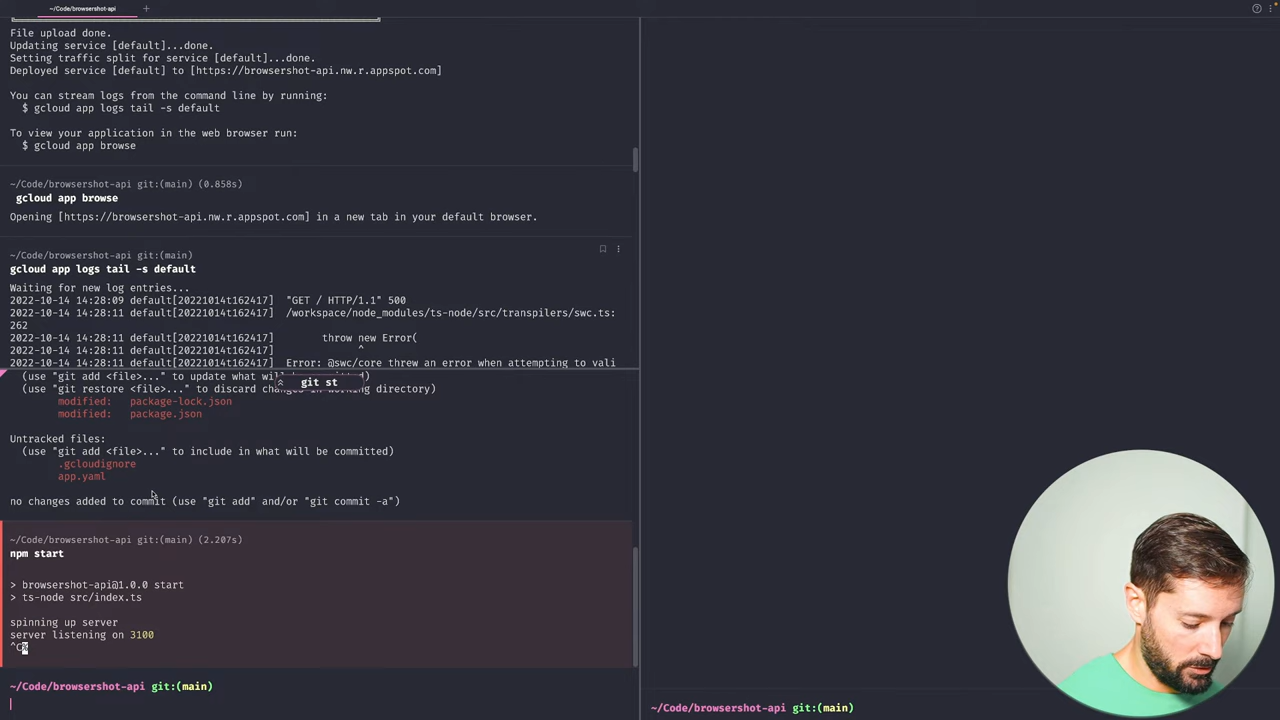 ~/Code/browsershot-api
File upload done.
Updating service [default]...done.
Setting traffic split for service [default]...done.
Deployed service [default] to [https://browsershot-api.nw.r.appspot.com]
You can stream logs from the command line by running:
$ gcloud app logs tail -s default
To view your application in the web browser run:
$ gcloud app browse
~/Code/browsershot-api git:(main) (0.858s)
gcloud app browse
Opening [https://browsershot-api.nw.r.appspot.com] in a new tab in your default browser.
~/Code/browsershot-api git:(main)
gcloud app logs tail -s default
Waiting for new log entries...
2022-10-14 14:28:09 default[20221014t162417] "GET / HTTP/1.1" 500
2022-10-14 14:28:11 default[20221014t162417] /workspace/node_modules/ts-node/src/transpilers/swc.ts:
262
2022-10-14 14:28:11 default[20221014t162417] throw new Error(
2022-10-14 14:28:11 default[20221014t162417] ^
2022-10-14 14:28:11 default[20221014t162417] Error: @swc/core threw an error when attempting to vali
(use "git add <file>..." to update what will
git st
(use "git restore <file>..." to discard changes in working directory)
modified: package-lock.json
modified: package.json
Untracked files:
(use "git add <file>..." to include in what will be committed)
.gcloudignore
app.yaml
no changes added to commit (use "git add" and/or "git commit -a")
~/Code/browsershot-api git:(main) (2.207s)
npm start
> browsershot-api@1.0.0 start
> ts-node src/index.ts
spinning up server
server listening on 3100
^C%
~/Code/browsershot-api git:(main)
~/Code/browsershot-api git:(main)